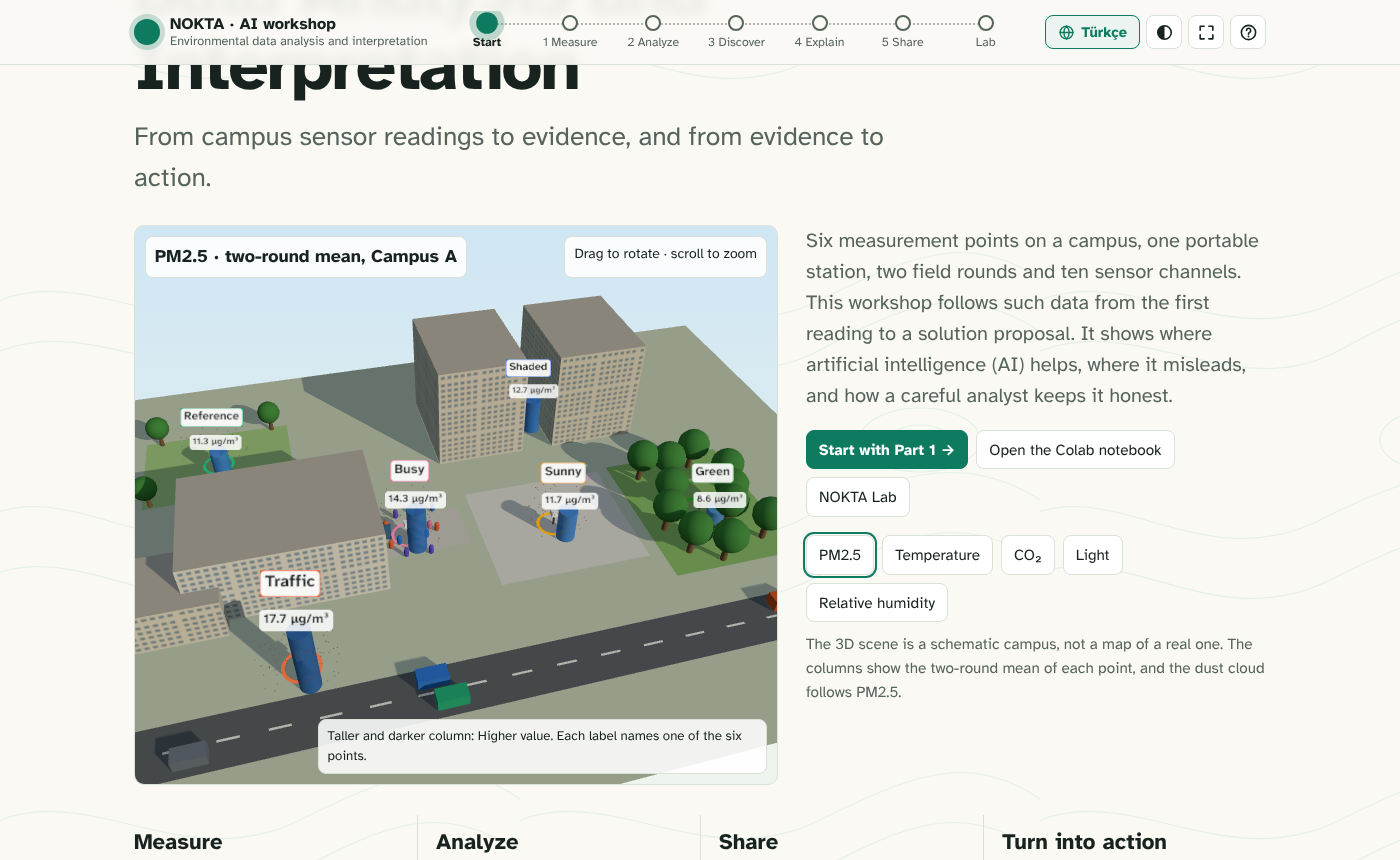 NOKTA · AI workshop
Environmental data analysis and interpretation
Start
1 Measure
2 Analyze
3 Discover
4 Explain
5 Share
Lab
Türkçe
Interpretation
From campus sensor readings to evidence, and from evidence to
action.
PM2.5 · two-round mean, Campus A
Drag to rotate · scroll to zoom
Shaded
12.7 µg/m³
Reference
11.3 µg/m³
Busy
14.3 µg/m³
Sunny
11.7 µg/m³
Green
8.6 µg/m³
Traffic
17.7 µg/m³
Taller and darker column: Higher value. Each label names one of the six
points.
Six measurement points on a campus, one portable
station, two field rounds and ten sensor channels.
This workshop follows such data from the first
reading to a solution proposal. It shows where
artificial intelligence (AI) helps, where it misleads,
and how a careful analyst keeps it honest.
Start with Part 1 →
Open the Colab notebook
NOKTA Lab
PM2.5
Temperature
CO₂
Light
Relative humidity
The 3D scene is a schematic campus, not a map of a real one. The
columns show the two-round mean of each point, and the dust cloud
follows PM2.5.
Measure
Analyze
Share
Turn into action